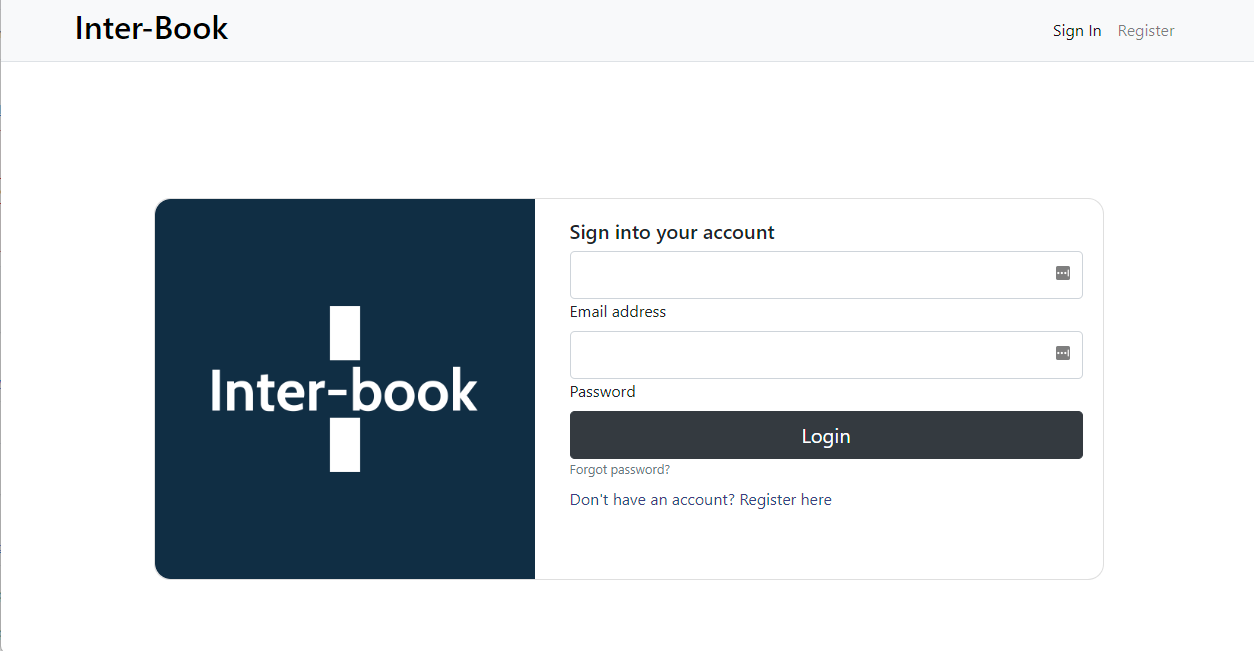 Inter-Book
Sign In Register
Inter-book
Sign into your account
Email address
Password
Login
Forgot password?
Don't have an account? Register here